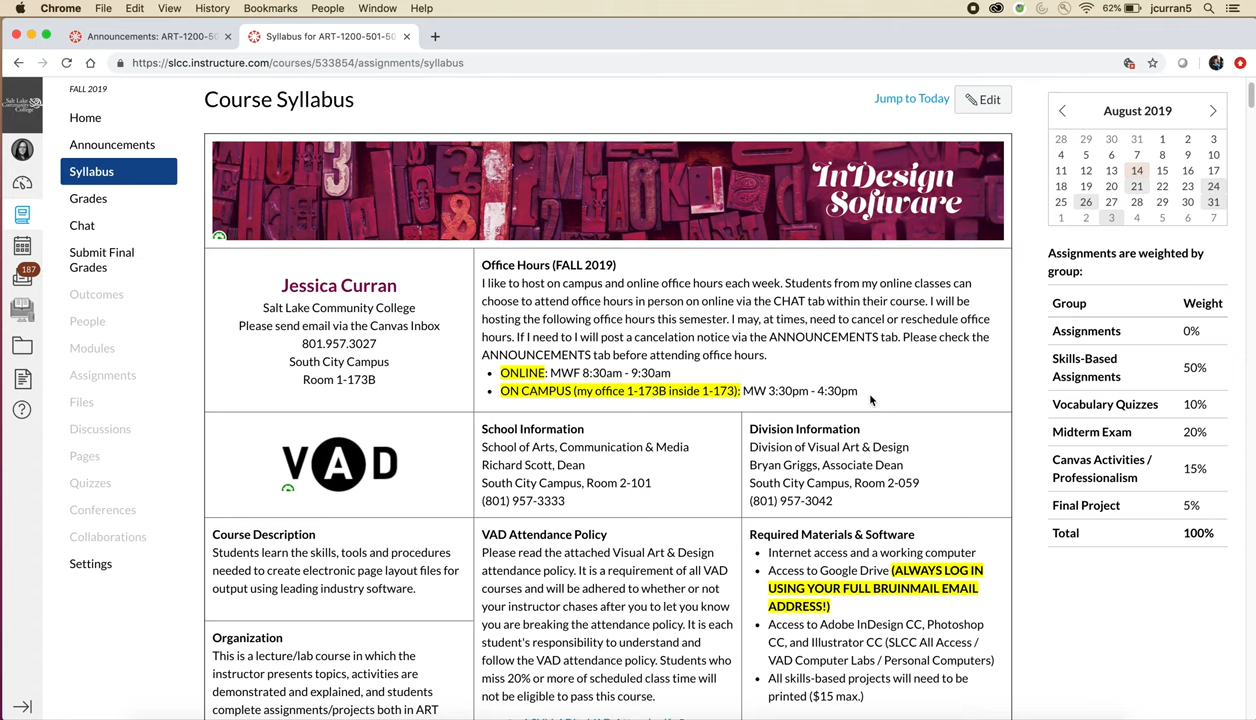 Chrome File Edit View History Bookmarks People Window Help 62% jcurran5
Announcements: ART-1200-50 Syllabus for ART-1200-501-50
https://slcc.instructure.com/courses/533854/assignments/syllabus
Salt Lake Community College
187
FALL 2019
Home
Announcements
Syllabus
Grades
Chat
Submit Final
Grades
Outcomes
People
Modules
Assignments
Files
Discussions
Pages
Quizzes
Conferences
Collaborations
Settings
Course Syllabus
Jump to Today
Edit
InDesign
Software
Jessica Curran
Salt Lake Community College
Please send email via the Canvas Inbox
801.957.3027
South City Campus
Room 1-173B
Office Hours (FALL 2019)
I like to host on campus and online office hours each week. Students from my online classes can
choose to attend office hours in person on online via the CHAT tab within their course. I will be
hosting the following office hours this semester. I may, at times, need to cancel or reschedule office
hours. If I need to I will post a cancelation notice via the ANNOUNCEMENTS tab. Please check the
ANNOUNCEMENTS tab before attending office hours.
• ONLINE: MWF 8:30am - 9:30am
• ON CAMPUS (my office 1-173B inside 1-173): MW 3:30pm - 4:30pm
VAD
School Information
School of Arts, Communication & Media
Richard Scott, Dean
South City Campus, Room 2-101
(801) 957-3333
Division Information
Division of Visual Art & Design
Bryan Griggs, Associate Dean
South City Campus, Room 2-059
(801) 957-3042
Course Description
Students learn the skills, tools and procedures
needed to create electronic page layout files for
output using leading industry software.
Organization
This is a lecture/lab course in which the
instructor presents topics, activities are
demonstrated and explained, and students
complete assignments/projects both in ART
VAD Attendance Policy
Please read the attached Visual Art & Design
attendance policy. It is a requirement of all VAD
courses and will be adhered to whether or not
your instructor chases after you to let you know
you are breaking the attendance policy. It is each
student's responsibility to understand and
follow the VAD attendance policy. Students who
miss 20% or more of scheduled class time will
not be eligible to pass this course.
Required Materials & Software
• Internet access and a working computer
• Access to Google Drive (ALWAYS LOG IN
USING YOUR FULL BRUINMAIL EMAIL
ADDRESS!)
• Access to Adobe InDesign CC, Photoshop
CC, and Illustrator CC (SLCC All Access /
VAD Computer Labs / Personal Computers)
• All skills-based projects will need to be
printed ($15 max.)
August 2019
28 29 30 31 1 2 3
4 5 6 7 8 9 10
11 12 13 14 15 16 17
18 19 20 21 22 23 24
25 26 27 28 29 30 31
1 2 3 4 5 6 7
Assignments are weighted by
group:
Group Weight
Assignments 0%
Skills-Based
Assignments 50%
Vocabulary Quizzes 10%
Midterm Exam 20%
Canvas Activities /
Professionalism 15%
Final Project 5%
Total 100%